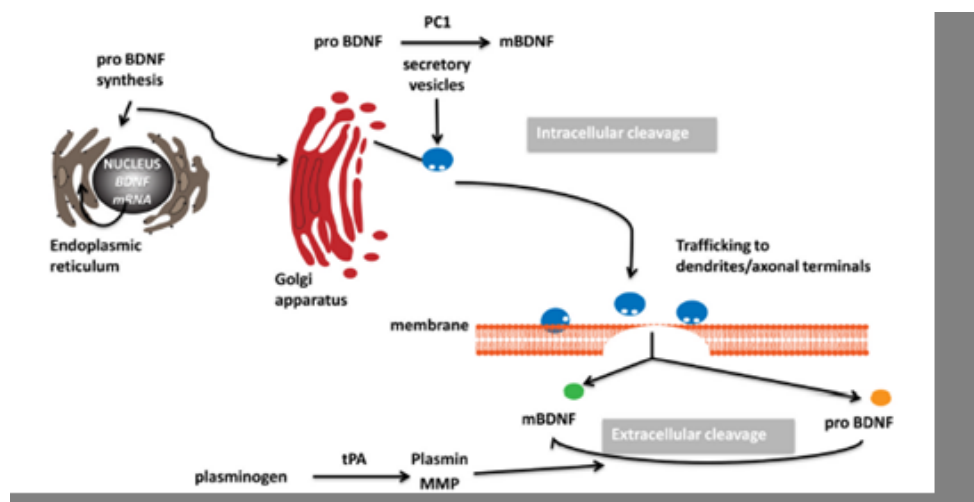 PC1
pro BDNF
mBDNF
secretory
vesicles
pro BDNF
synthesis
Intracellular cleavage
NUCLEUS
BDNF
mRNA
Endoplasmic
reticulum
Golgi
apparatus
Trafficking to
dendrites/axonal terminals
membrane
mBDNF
pro BDNF
Extracellular cleavage
plasminogen
tPA
Plasmin
MMP